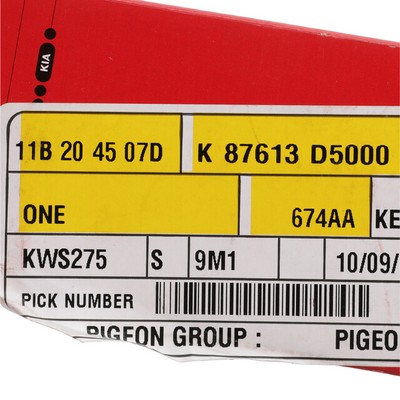 KIA
11B 20 45 07D K 87613 D5000
ONE 674AA KE
KWS275 S 9M1 10/09/
PICK NUMBER
PIGEON GROUP : PIGEO